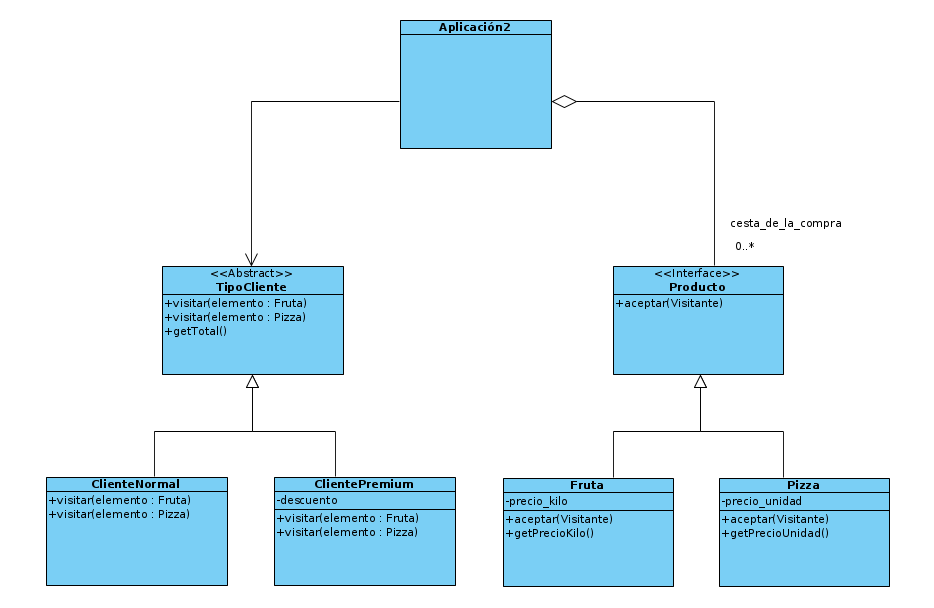 Aplicación2
cesta_de_la_compra
0..*
<<Abstract>>
TipoCliente
+visitar(elemento : Fruta)
+visitar(elemento : Pizza)
+getTotal()
<<Interface>>
Producto
+aceptar(Visitante)
ClienteNormal
+visitar(elemento : Fruta)
+visitar(elemento : Pizza)
ClientePremium
-descuento
+visitar(elemento : Fruta)
+visitar(elemento : Pizza)
Fruta
-precio_kilo
+aceptar(Visitante)
+getPrecioKilo()
Pizza
-precio_unidad
+aceptar(Visitante)
+getPrecioUnidad()